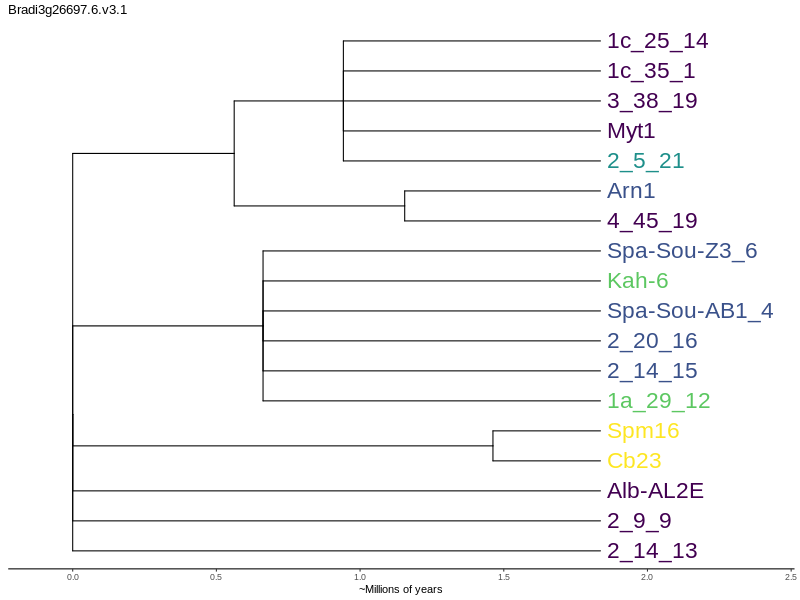 Bradi3g26697.6.v3.1
1c_25_14
1c_35_1
3_38_19
Myt1
2_5_21
Arn1
4_45_19
Spa-Sou-Z3_6
Kah-6
Spa-Sou-AB1_4
2_20_16
2_14_15
1a_29_12
Spm16
Cb23
Alb-AL2E
2_9_9
2_14_13
0.0 0.5 1.0 1.5 2.0 2.5
~Millions of years